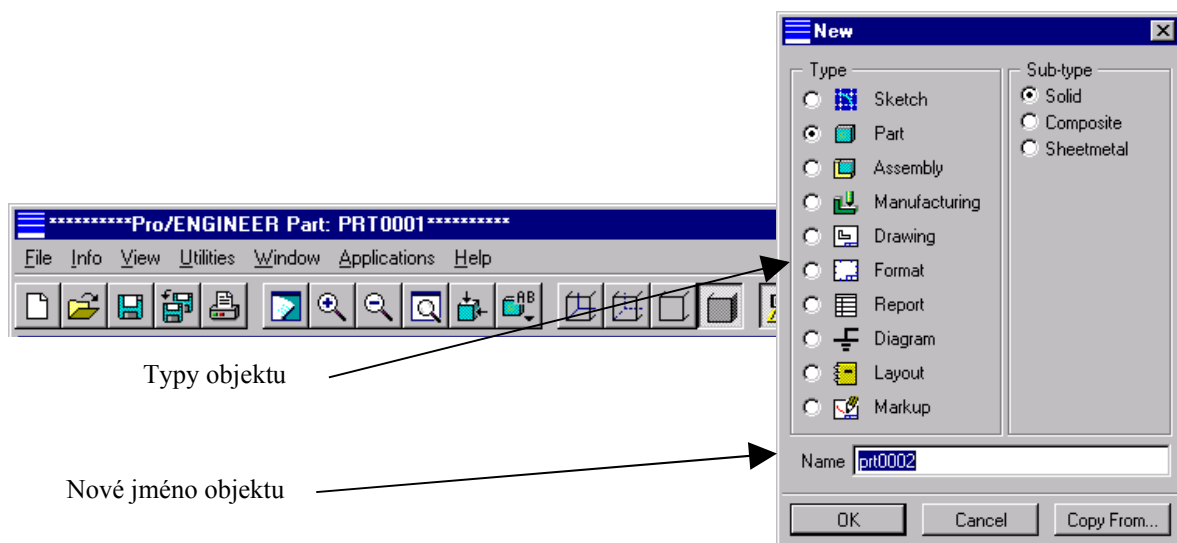 New
Type
Sketch
Part
Assembly
Manufacturing
Drawing
Format
Report
Diagram
Layout
Markup
Sub-type
Solid
Composite
Sheetmetal
**********Pro/ENGINEER Part: PRT0001**********
File Info View Utilities Window Applications Help
AB
Typy objektu
Name prt0002
Nové jméno objektu
OK Cancel Copy From...